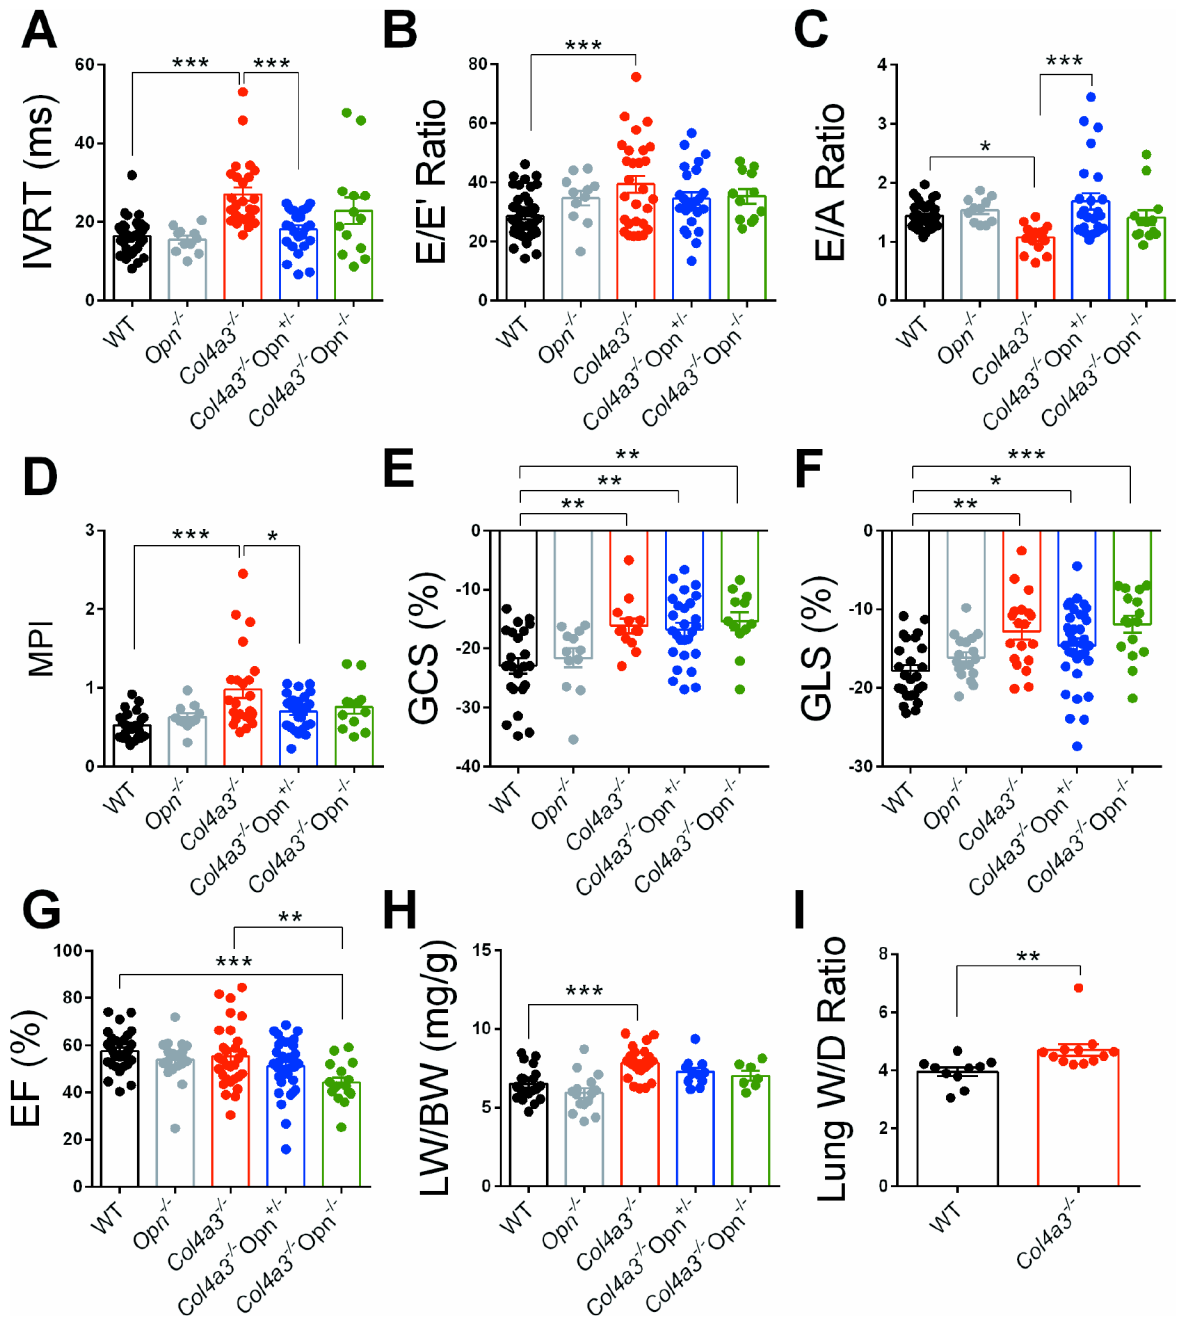 A
IVRT (ms)
60
40
20
0
***
***
WT
Opn-/-
Col4a3-/-
Col4a3-/-Opn+/-
Col4a3-/-Opn-/-
B
E/E' Ratio
80
60
40
20
0
***
WT
Opn-/-
Col4a3-/-
Col4a3-/-Opn+/-
Col4a3-/-Opn-/-
C
E/A Ratio
4
3
2
1
0
***
*
WT
Opn-/-
Col4a3-/-
Col4a3-/-Opn+/-
Col4a3-/-Opn-/-
D
MPI
3
2
1
0
***
*
WT
Opn-/-
Col4a3-/-
Col4a3-/-Opn+/-
Col4a3-/-Opn-/-
E
GCS (%)
**
**
**
0
-10
-20
-30
-40
WT
Opn-/-
Col4a3-/-
Col4a3-/-Opn+/-
Col4a3-/-Opn-/-
F
GLS (%)
***
*
**
0
-10
-20
-30
WT
Opn-/-
Col4a3-/-
Col4a3-/-Opn+/-
Col4a3-/-Opn-/-
G
EF (%)
**
***
100
80
60
40
20
0
WT
Opn-/-
Col4a3-/-
Col4a3-/-Opn+/-
Col4a3-/-Opn-/-
H
LW/BW (mg/g)
15
10
5
0
***
WT
Opn-/-
Col4a3-/-
Col4a3-/-Opn+/-
Col4a3-/-Opn-/-
I
Lung W/D Ratio
8
6
4
2
0
**
WT
Col4a3-/-